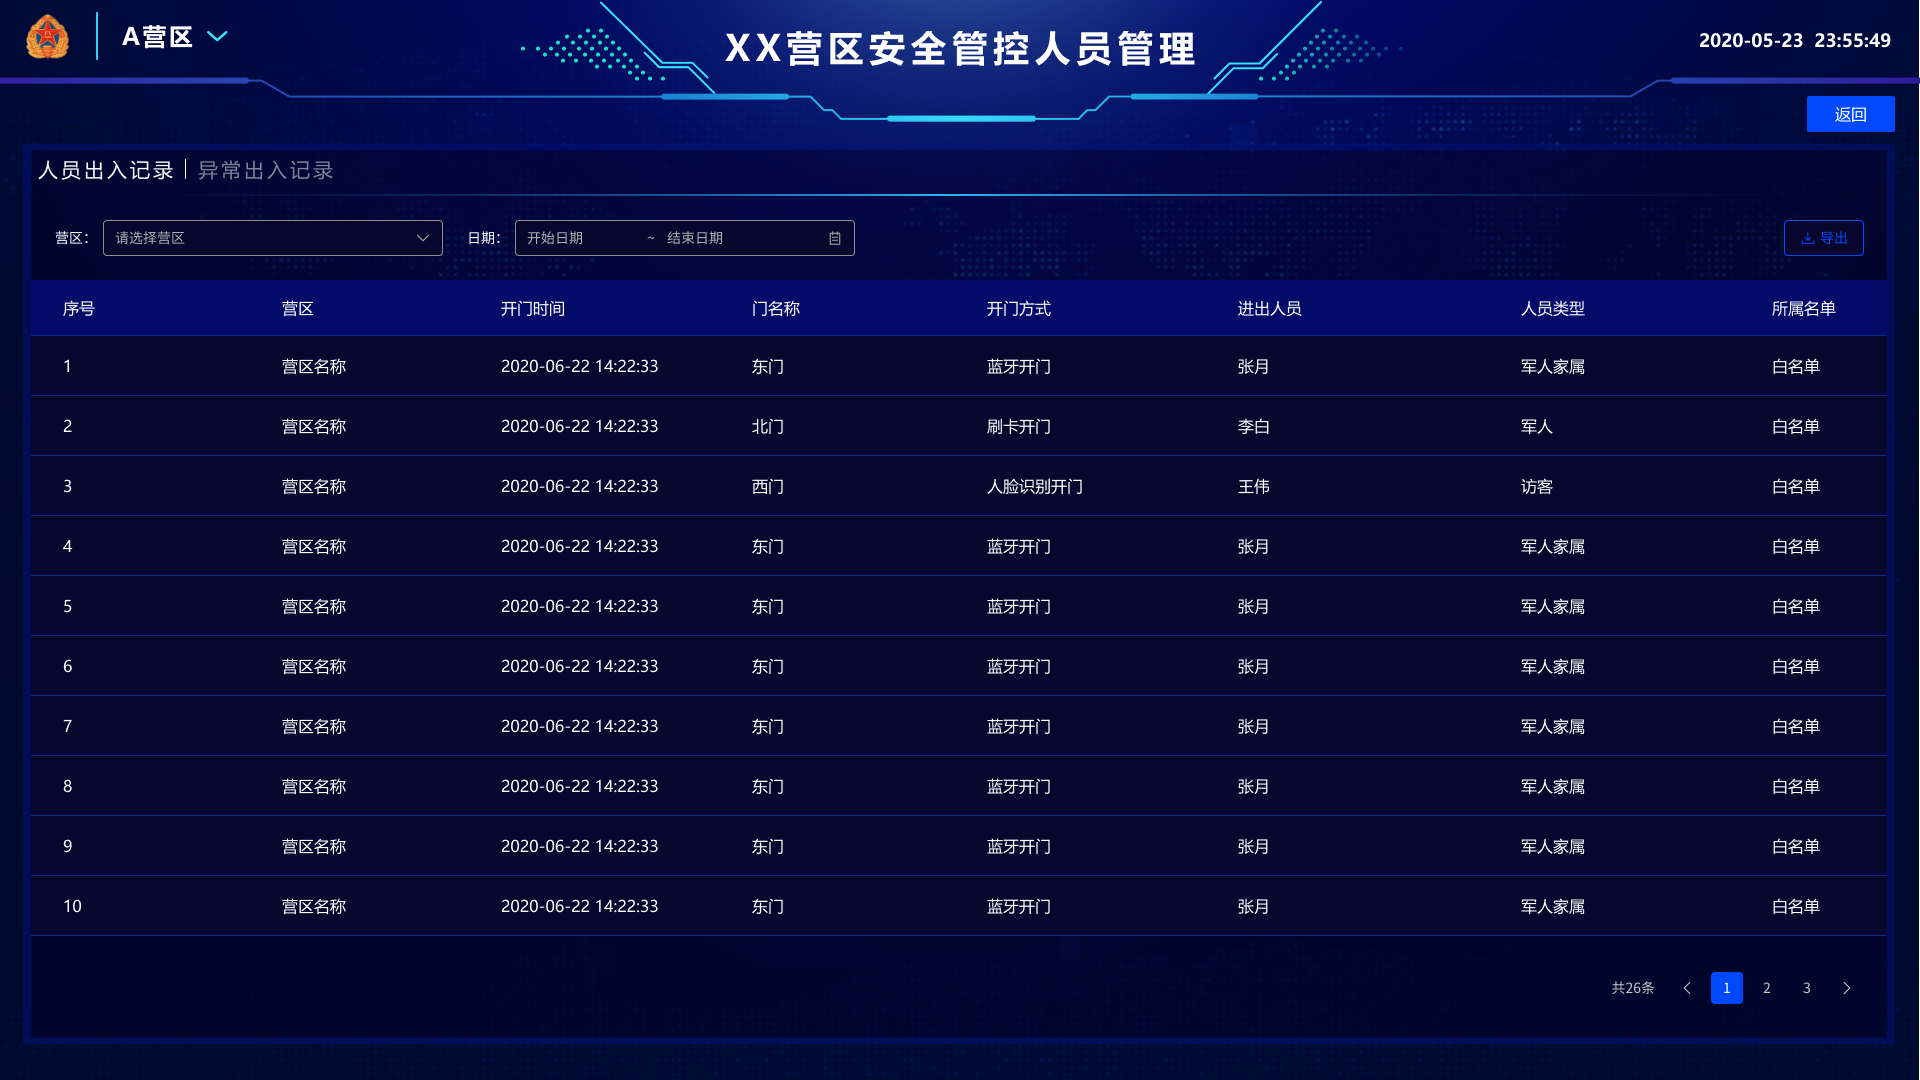 A营区
XX营区安全管控人员管理
2020-05-23 23:55:49
返回
人员出入记录 异常出入记录
营区: 请选择营区 日期: 开始日期 ~ 结束日期 导出
序号 营区 开门时间 门名称 开门方式 进出人员 人员类型 所属名单
1 营区名称 2020-06-22 14:22:33 东门 蓝牙开门 张月 军人家属 白名单
2 营区名称 2020-06-22 14:22:33 北门 刷卡开门 李白 军人 白名单
3 营区名称 2020-06-22 14:22:33 西门 人脸识别开门 王伟 访客 白名单
4 营区名称 2020-06-22 14:22:33 东门 蓝牙开门 张月 军人家属 白名单
5 营区名称 2020-06-22 14:22:33 东门 蓝牙开门 张月 军人家属 白名单
6 营区名称 2020-06-22 14:22:33 东门 蓝牙开门 张月 军人家属 白名单
7 营区名称 2020-06-22 14:22:33 东门 蓝牙开门 张月 军人家属 白名单
8 营区名称 2020-06-22 14:22:33 东门 蓝牙开门 张月 军人家属 白名单
9 营区名称 2020-06-22 14:22:33 东门 蓝牙开门 张月 军人家属 白名单
10 营区名称 2020-06-22 14:22:33 东门 蓝牙开门 张月 军人家属 白名单
共26条 < 1 2 3 >